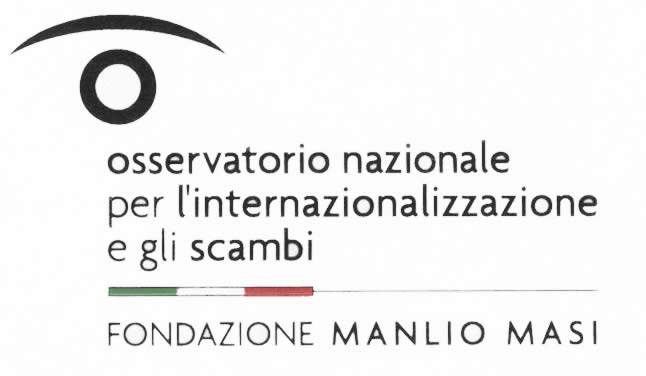 osservatorio nazionale
per l'internazionalizzazione
e gli scambi
FONDAZIONE MANLIO MASI